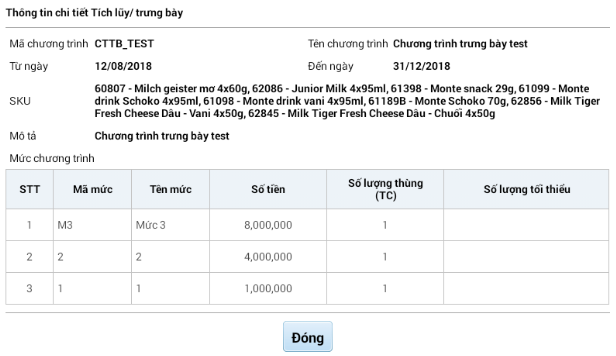 Thông tin chi tiết Tích lũy/ trưng bày
Mã chương trình CTTB_TEST Tên chương trình Chương trình trưng bày test
Từ ngày 12/08/2018 Đến ngày 31/12/2018
SKU 60807 - Milch geister mơ 4x60g, 62086 - Junior Milk 4x95ml, 61398 - Monte snack 29g, 61099 - Monte
drink Schoko 4x95ml, 61098 - Monte drink vani 4x95ml, 61189B - Monte Schoko 70g, 62856 - Milk Tiger
Fresh Cheese Dâu - Vani 4x50g, 62845 - Milk Tiger Fresh Cheese Dâu - Chuối 4x50g
Mô tả Chương trình trưng bày test
Mức chương trình
STT Mã mức Tên mức Số tiền Số lượng thùng (TC) Số lượng tối thiểu
1 M3 Mức 3 8,000,000 1
2 2 2 4,000,000 1
3 1 1 1,000,000 1
Đóng